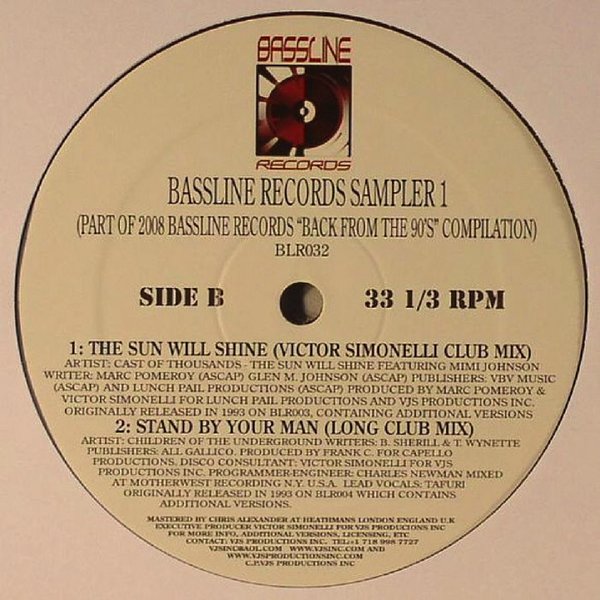 BASSLINE
RECORDS
BASSLINE RECORDS SAMPLER 1
(PART OF 2008 BASSLINE RECORDS "BACK FROM THE 90'S" COMPILATION)
BLR032
SIDE B 33 1/3 RPM
1: THE SUN WILL SHINE (VICTOR SIMONELLI CLUB MIX)
ARTIST: CAST OF THOUSANDS - THE SUN WILL SHINE FEATURING MIMI JOHNSON
WRITER: MARC POMEROY (ASCAP) GLEN M. JOHNSON (ASCAP) PUBLISHERS: VBV MUSIC
(ASCAP) AND LUNCH PAIL PRODUCTIONS (ASCAP) PRODUCED BY MARC POMEROY &
VICTOR SIMONELLI FOR LUNCH PAIL PRODUCTIONS AND VJS PRODUCTIONS INC.
ORIGINALLY RELEASED IN 1993 ON BLR003, CONTAINING ADDITIONAL VERSIONS
2: STAND BY YOUR MAN (LONG CLUB MIX)
ARTIST: CHILDREN OF THE UNDERGROUND WRITERS: B. SHERILL & T. WYNETTE
PUBLISHERS: ALL GALLICO. PRODUCED BY FRANK C. FOR CAPELLO
PRODUCTIONS. DISCO CONSULTANT: VICTOR SIMONELLI FOR VJS
PRODUCTIONS INC. PROGRAMMER-ENGINEER: CHARLES NEWMAN MIXED
AT MOTHERWEST RECORDING N.Y. U.S.A. LEAD VOCALS: TAFURI
ORIGINALLY RELEASED IN 1993 ON BLR004 WHICH CONTAINS
ADDITIONAL VERSIONS.
MASTERED BY CHRIS ALEXANDER AT HEATHMANS LONDON ENGLAND U.K
EXECUTIVE PRODUCER VICTOR SIMONELLI FOR VJS PRODUCTIONS INC
FOR MORE INFO, ADDITIONAL VERSIONS, LICENSING, ETC
CONTACT: VJS PRODUCTIONS INC. TEL:+1 718 998 7727
VJSINC@AOL.COM WWW.VJSINC.COM AND
WWW.VJSPRODUCTIONSINC.COM
C.P.VJS PRODUCTIONS INC